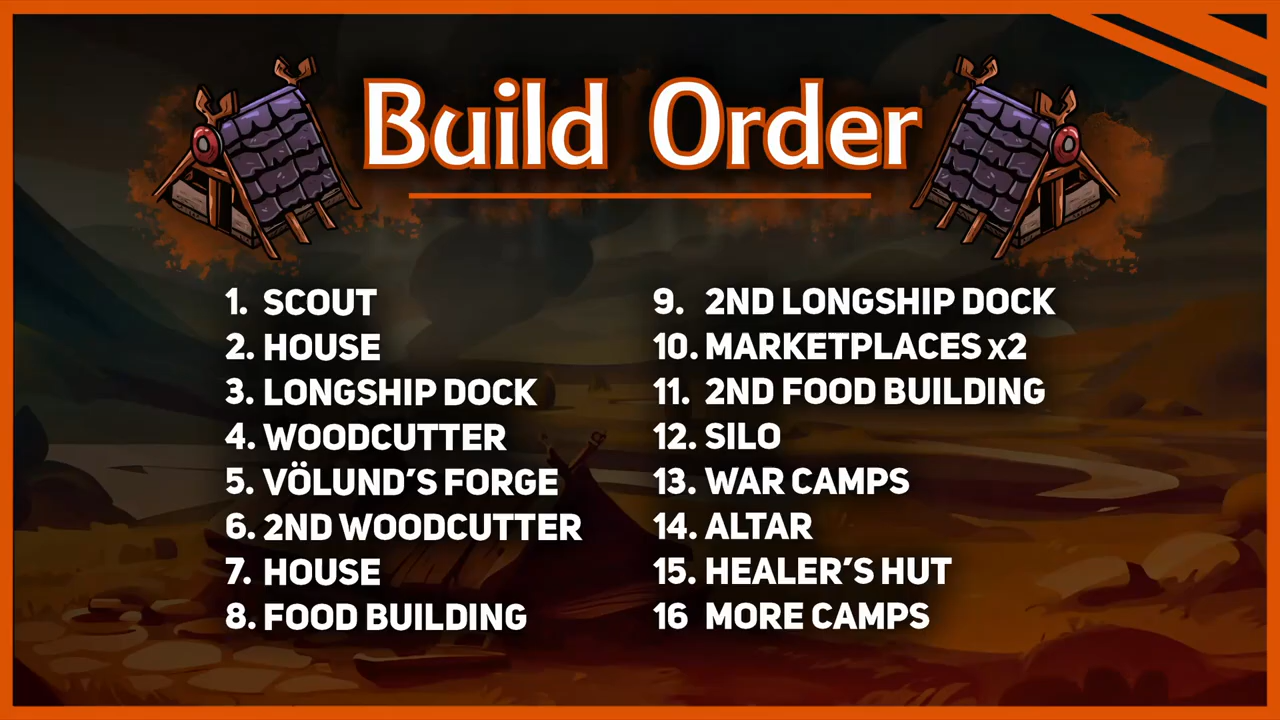 Build Order
1. SCOUT
2. HOUSE
3. LONGSHIP DOCK
4. WOODCUTTER
5. VÖLUND'S FORGE
6. 2ND WOODCUTTER
7. HOUSE
8. FOOD BUILDING
9. 2ND LONGSHIP DOCK
10. MARKETPLACES x2
11. 2ND FOOD BUILDING
12. SILO
13. WAR CAMPS
14. ALTAR
15. HEALER'S HUT
16 MORE CAMPS